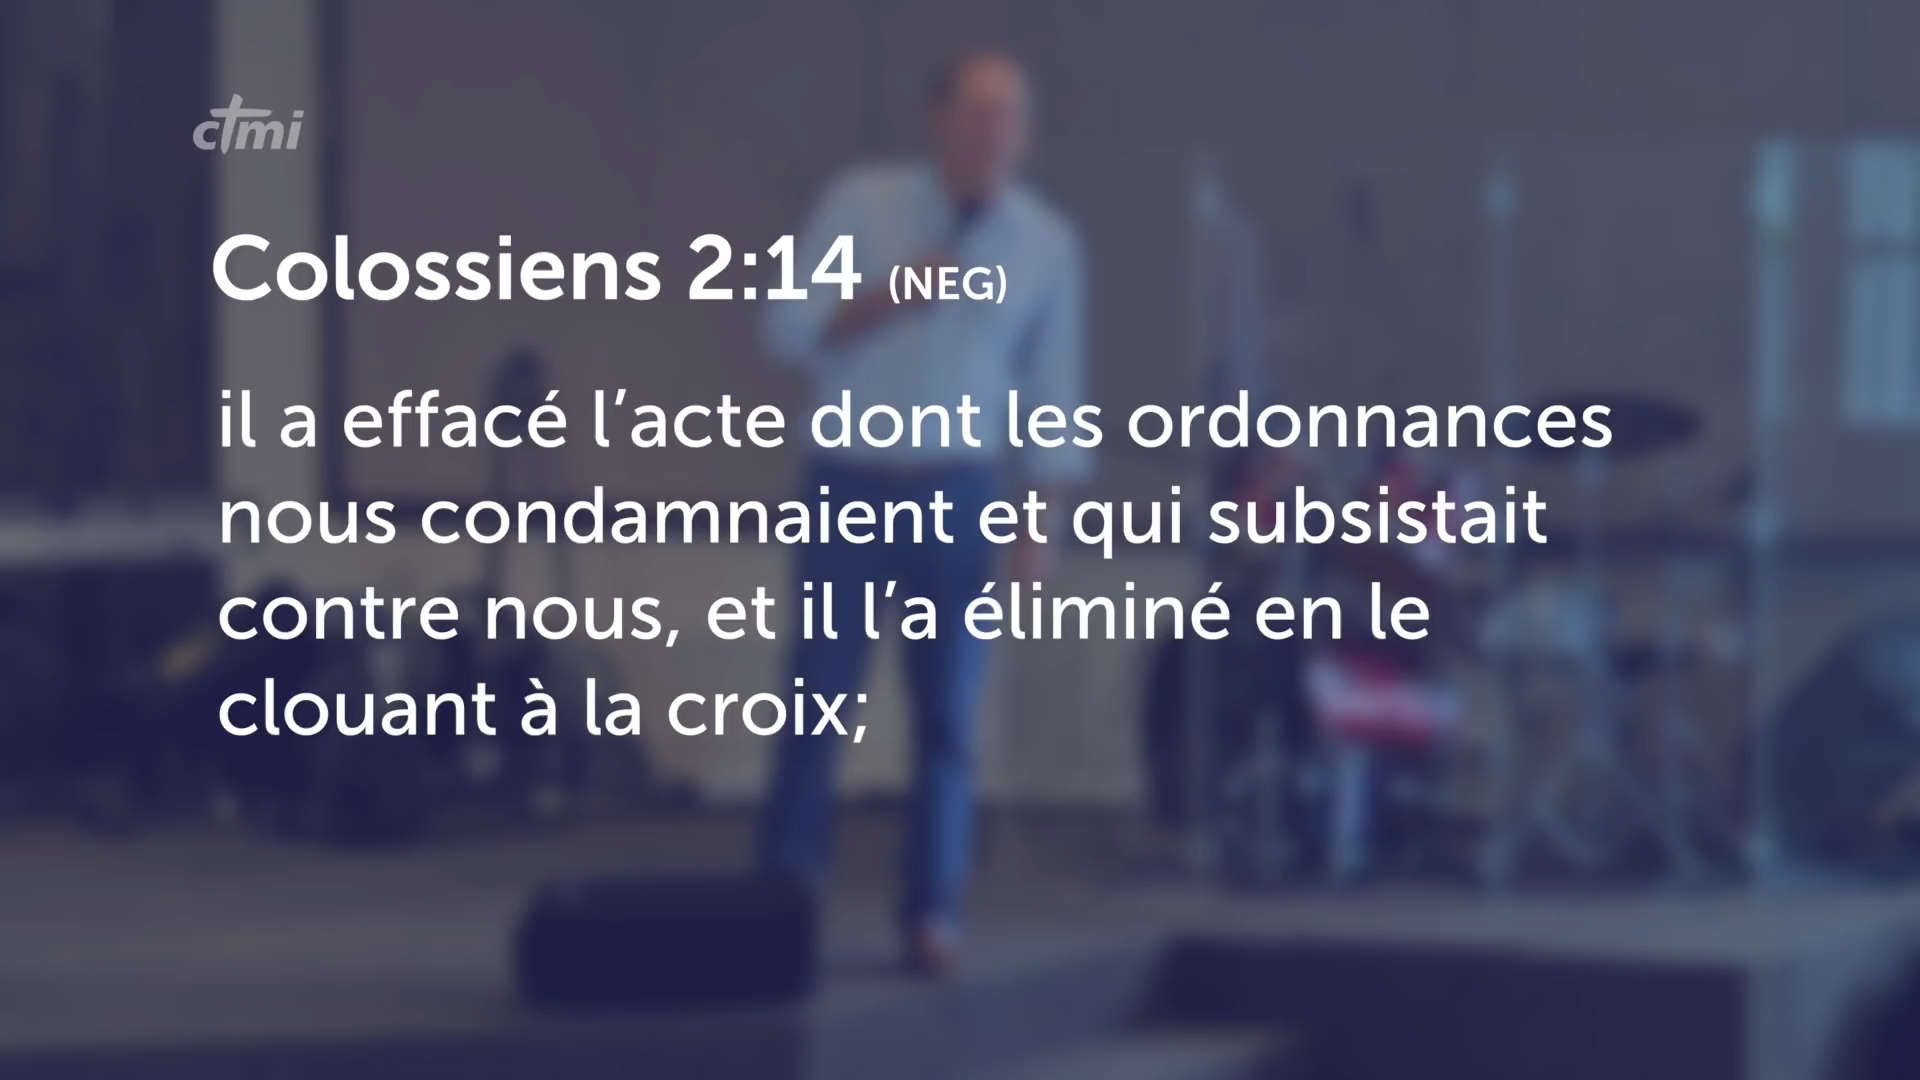 ctmi
Colossiens 2:14 (NEG)
il a effacé l’acte dont les ordonnances
nous condamnaient et qui subsistait
contre nous, et il l’a éliminé en le
clouant à la croix;